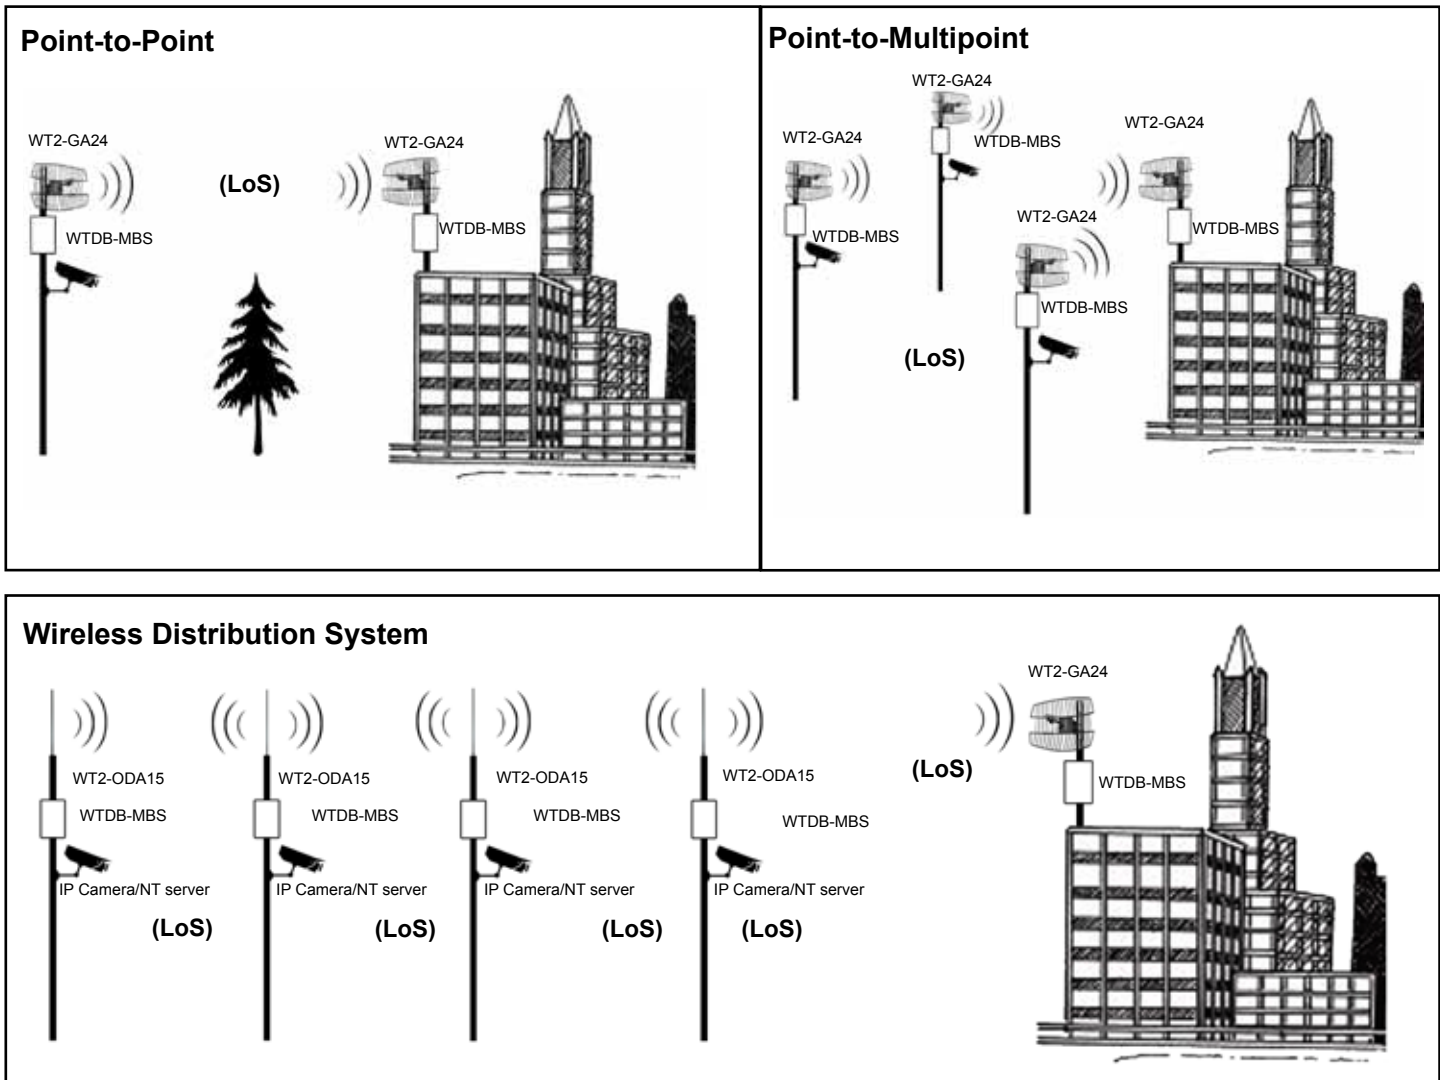 Point-to-Point
WT2-GA24
WT2-GA24
(LoS)
WTDB-MBS
WTDB-MBS
Point-to-Multipoint
WT2-GA24
WT2-GA24
WT2-GA24
WTDB-MBS
WT2-GA24
WTDB-MBS
WTDB-MBS
WTDB-MBS
(LoS)
Wireless Distribution System
WT2-GA24
(LoS)
WTDB-MBS
WT2-ODA15
WT2-ODA15
WT2-ODA15
WT2-ODA15
WTDB-MBS
WTDB-MBS
WTDB-MBS
WTDB-MBS
IP Camera/NT server
IP Camera/NT server
IP Camera/NT server
IP Camera/NT server
(LoS)
(LoS)
(LoS)
(LoS)